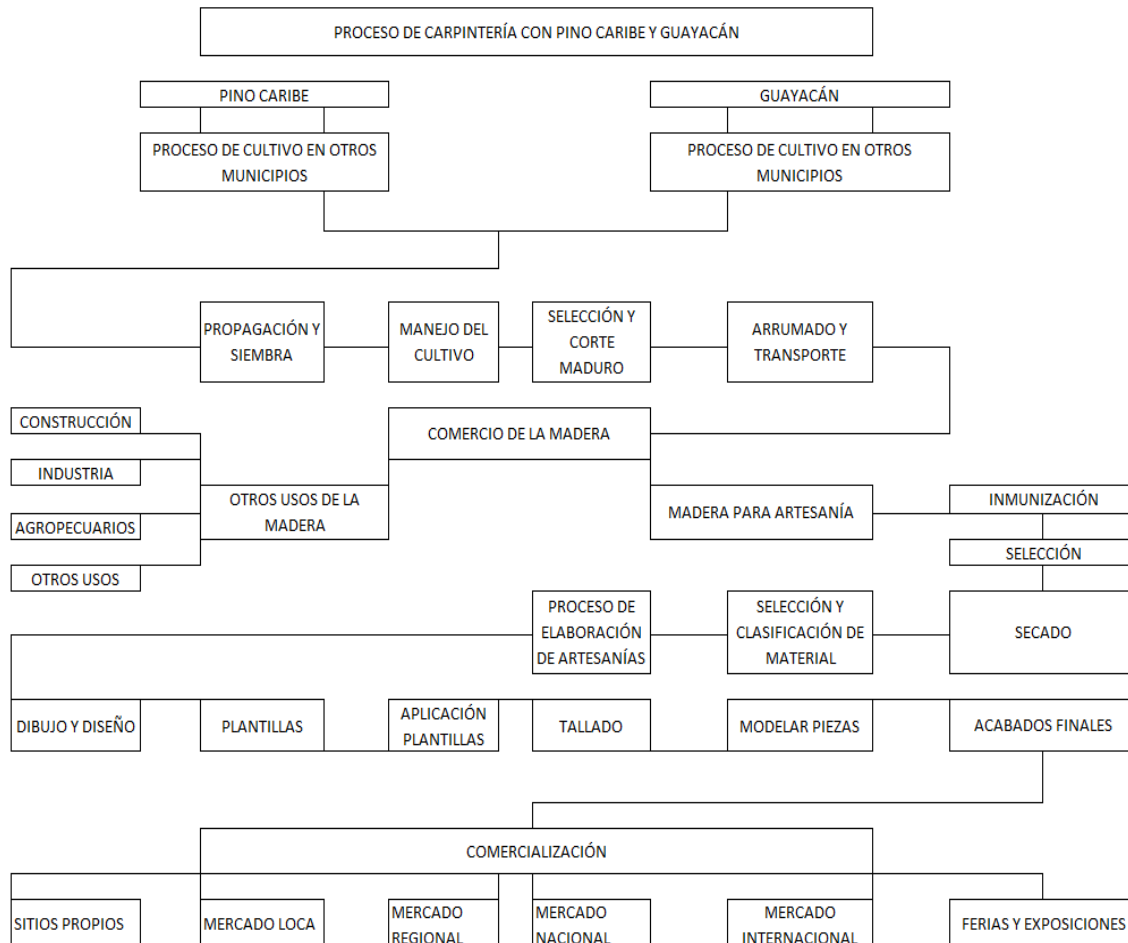 PROCESO DE CARPINTERÍA CON PINO CARIBE Y GUAYACÁN
PINO CARIBE
GUAYACÁN
PROCESO DE CULTIVO EN OTROS
MUNICIPIOS
PROCESO DE CULTIVO EN OTROS
MUNICIPIOS
PROPAGACIÓN Y
SIEMBRA
MANEJO DEL
CULTIVO
SELECCIÓN Y
CORTE
MADURO
ARRUMADO Y
TRANSPORTE
CONSTRUCCIÓN
INDUSTRIA
AGROPECUARIOS
OTROS USOS
OTROS USOS DE LA
MADERA
COMERCIO DE LA MADERA
MADERA PARA ARTESANÍA
INMUNIZACIÓN
SELECCIÓN
SECADO
SELECCIÓN Y
CLASIFICACIÓN DE
MATERIAL
PROCESO DE
ELABORACIÓN
DE ARTESANÍAS
DIBUJO Y DISEÑO
PLANTILLAS
APLICACIÓN
PLANTILLAS
TALLADO
MODELAR PIEZAS
ACABADOS FINALES
COMERCIALIZACIÓN
SITIOS PROPIOS
MERCADO LOCA
MERCADO
REGIONAL
MERCADO
NACIONAL
MERCADO
INTERNACIONAL
FERIAS Y EXPOSICIONES